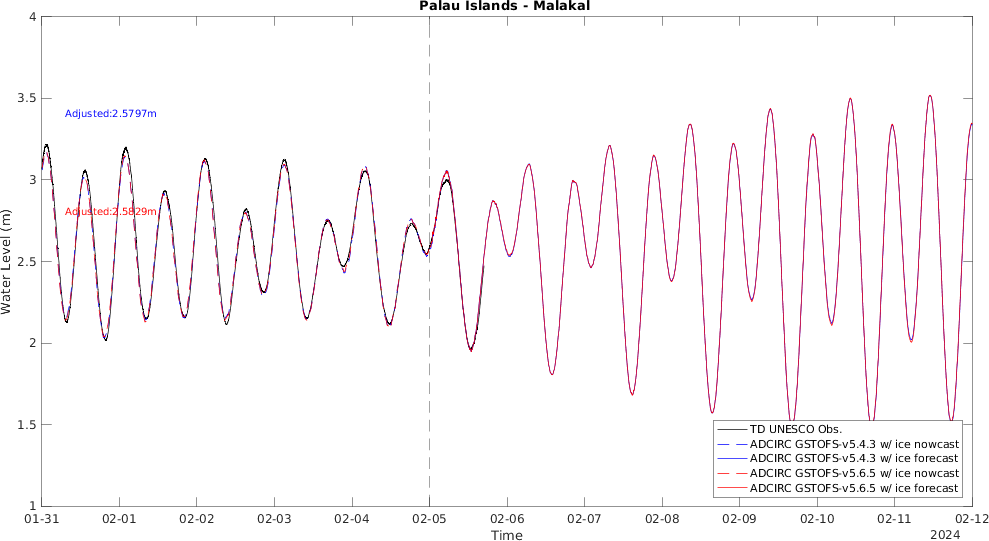 Palau Islands - Malakal
4
3.5
3
2.5
2
1.5
1
Water Level (m)
Adjusted:2.5797m
Adjusted:2.5829m
TD UNESCO Obs.
ADCIRC GSTOFS-v5.4.3 w/ ice nowcast
ADCIRC GSTOFS-v5.4.3 w/ ice forecast
ADCIRC GSTOFS-v5.6.5 w/ ice nowcast
ADCIRC GSTOFS-v5.6.5 w/ ice forecast
01-31 02-01 02-02 02-03 02-04 02-05 02-06 02-07 02-08 02-09 02-10 02-11 02-12
Time
2024